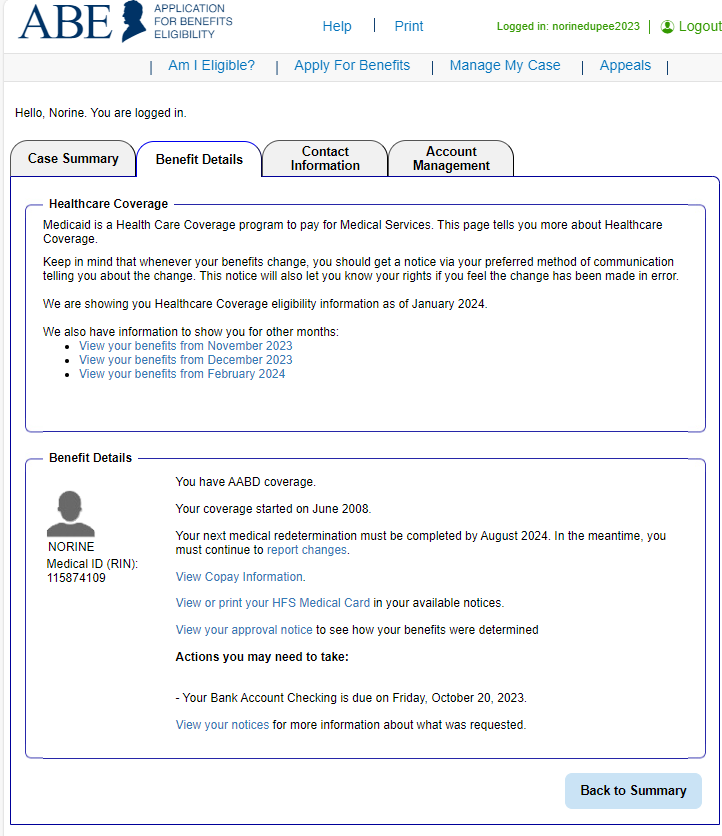 ABE APPLICATION
FOR BENEFITS
ELIGIBILITY
Help | Print
Logged in: norinedupee2023 | Logout
| Am I Eligible? | Apply For Benefits | Manage My Case | Appeals |
Hello, Norine. You are logged in.
Case Summary
Benefit Details
Contact
Information
Account
Management
Healthcare Coverage
Medicaid is a Health Care Coverage program to pay for Medical Services. This page tells you more about Healthcare
Coverage.
Keep in mind that whenever your benefits change, you should get a notice via your preferred method of communication
telling you about the change. This notice will also let you know your rights if you feel the change has been made in error.
We are showing you Healthcare Coverage eligibility information as of January 2024.
We also have information to show you for other months:
• View your benefits from November 2023
• View your benefits from December 2023
• View your benefits from February 2024
Benefit Details
NORINE
Medical ID (RIN):
115874109
You have AABD coverage.
Your coverage started on June 2008.
Your next medical redetermination must be completed by August 2024. In the meantime, you
must continue to report changes.
View Copay Information.
View or print your HFS Medical Card in your available notices.
View your approval notice to see how your benefits were determined
Actions you may need to take:
- Your Bank Account Checking is due on Friday, October 20, 2023.
View your notices for more information about what was requested.
Back to Summary